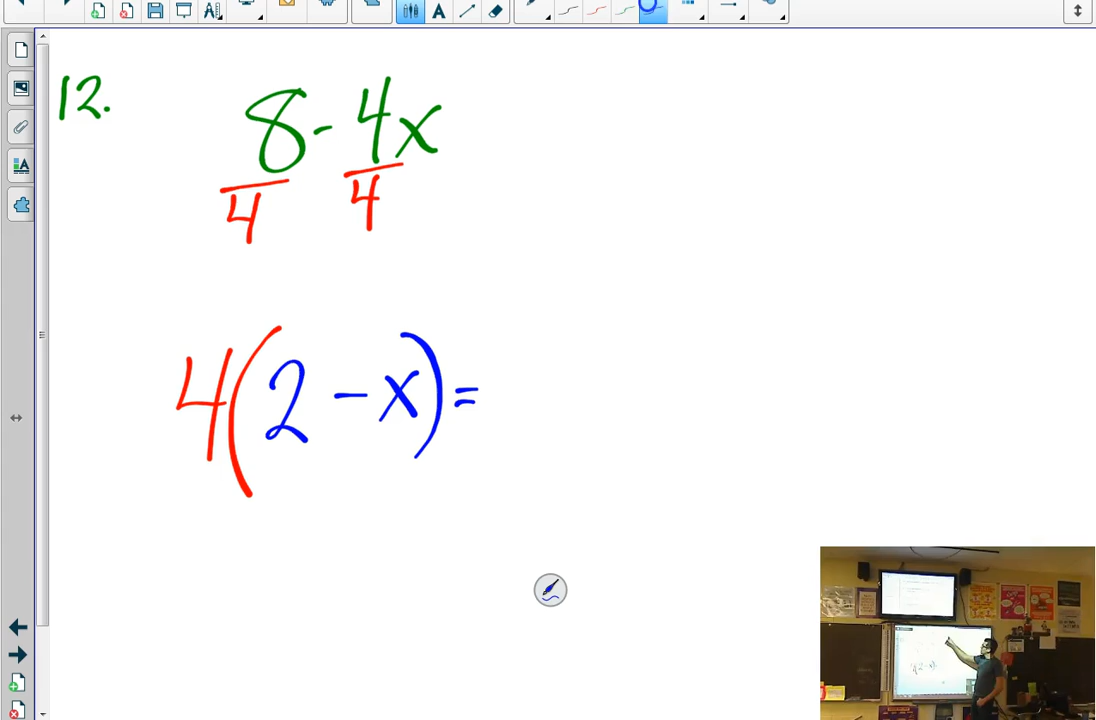 12. 8 - 4x
4 4
4(2 - x) =